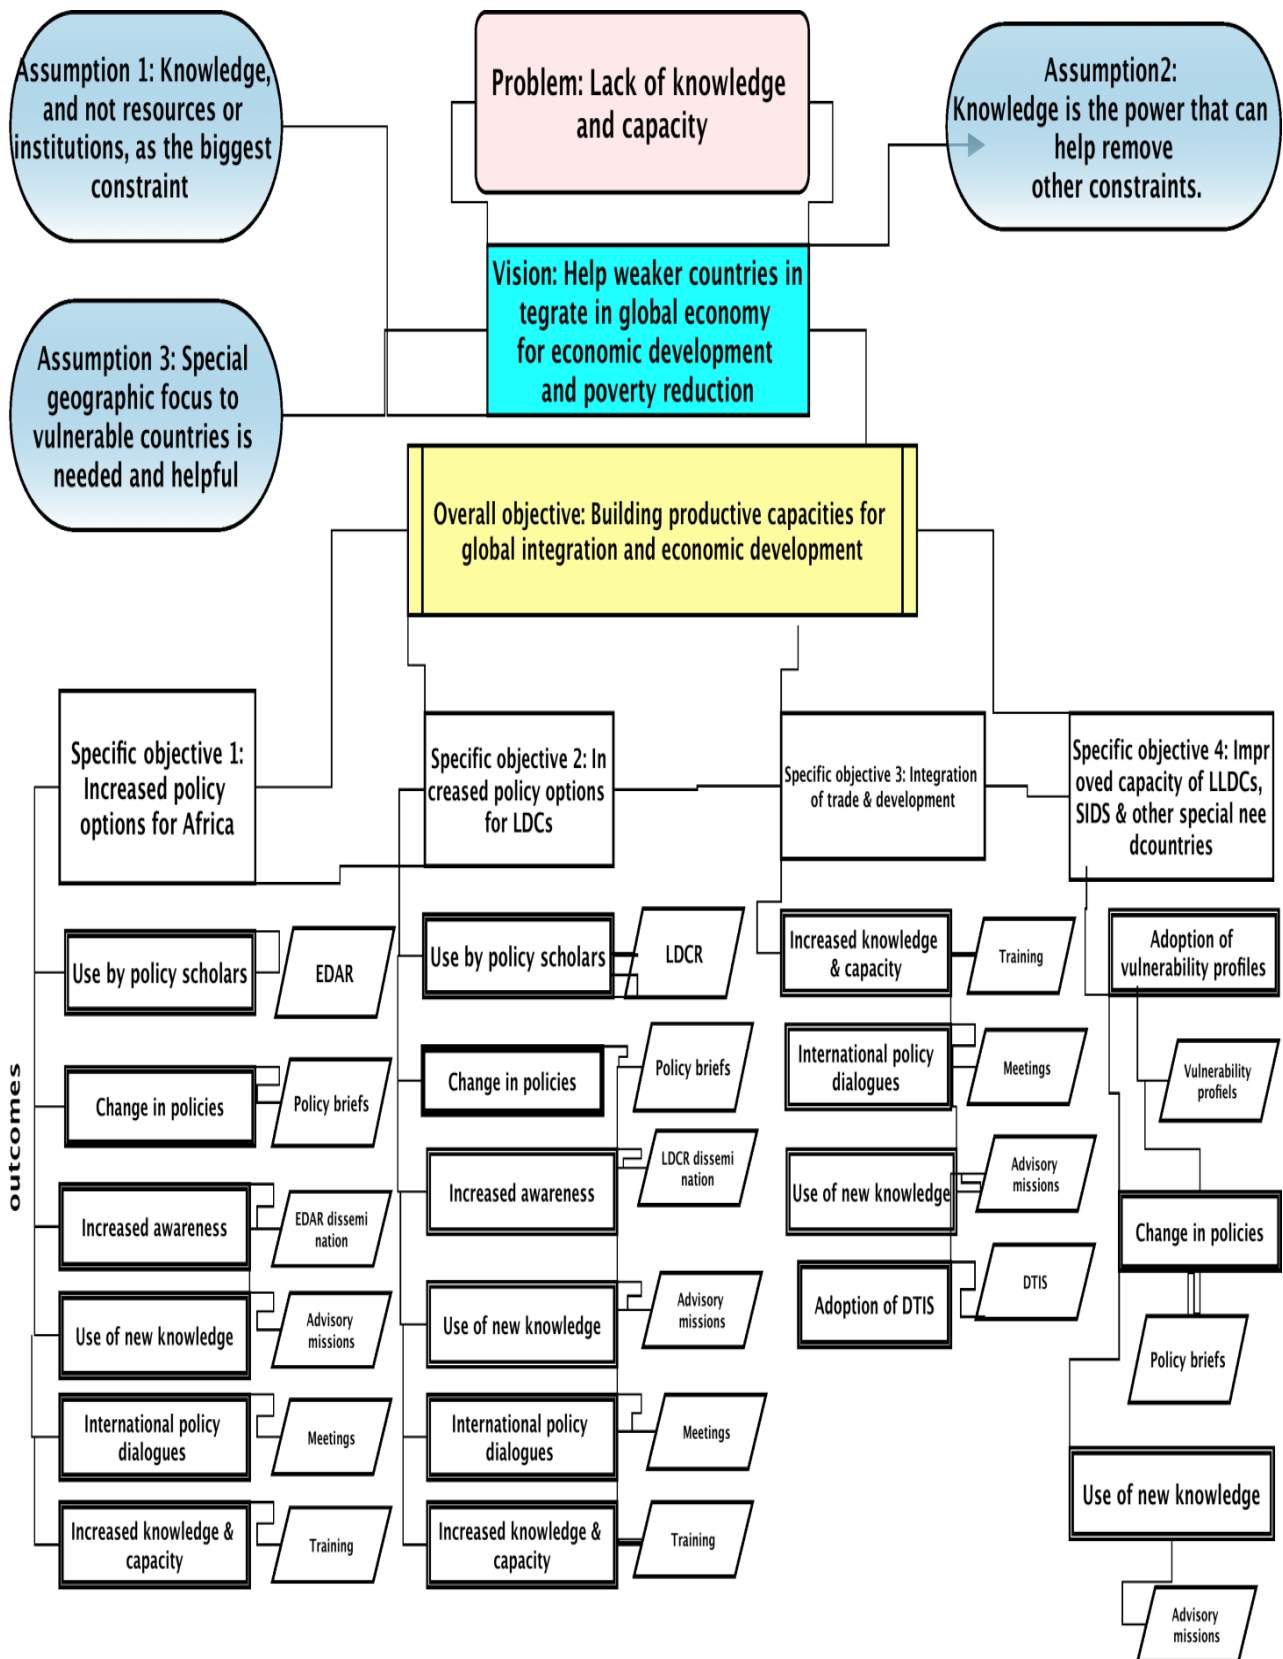 Assumption 1: Knowledge,
and not resources or
institutions, as the biggest
constraint
Problem: Lack of knowledge
and capacity
Assumption2:
Knowledge is the power that can
help remove
other constraints.
Vision: Help weaker countries in
tegrate in global economy
for economic development
and poverty reduction
Assumption 3: Special
geographic focus to
vulnerable countries is
needed and helpful
Overall objective: Building productive capacities for
global integration and economic development
Specific objective 1:
Increased policy
options for Africa
Specific objective 2: In
creased policy options
for LDCs
Specific objective 3: Integration
of trade & development
Specific objective 4: Impr
oved capacity of LLDCs,
SIDS & other special nee
dcountries
outcomes
Use by policy scholars
EDAR
Change in policies
Policy briefs
Increased awareness
EDAR dissemi
nation
Use of new knowledge
Advisory
missions
International policy
dialogues
Meetings
Increased knowledge &
capacity
Training
Use by policy scholars
LDCR
Change in policies
Policy briefs
Increased awareness
LDCR dissemi
nation
Use of new knowledge
Advisory
missions
International policy
dialogues
Meetings
Increased knowledge &
capacity
Training
Increased knowledge
& capacity
Training
International policy
dialogues
Meetings
Use of new knowledge
Advisory
missions
Adoption of DTIS
DTIS
Adoption of
vulnerability profiles
Vulnerability
profiels
Change in policies
Policy briefs
Use of new knowledge
Advisory
missions